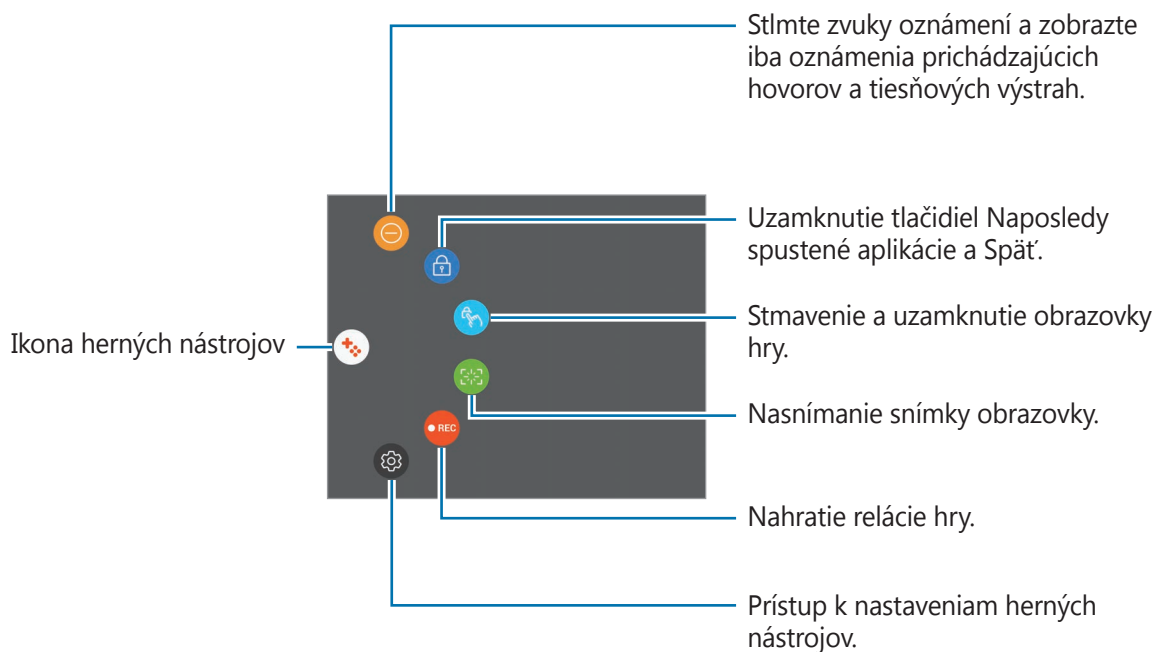 Stlmte zvuky oznámení a zobrazte
iba oznámenia prichádzajúcich
hovorov a tiesňových výstrah.
Uzamknutie tlačidiel Naposledy
spustené aplikácie a Späť.
Stmavenie a uzamknutie obrazovky
hry.
Ikona herných nástrojov
Nasnímanie snímky obrazovky.
REC
Nahratie relácie hry.
Prístup k nastaveniam herných
nástrojov.